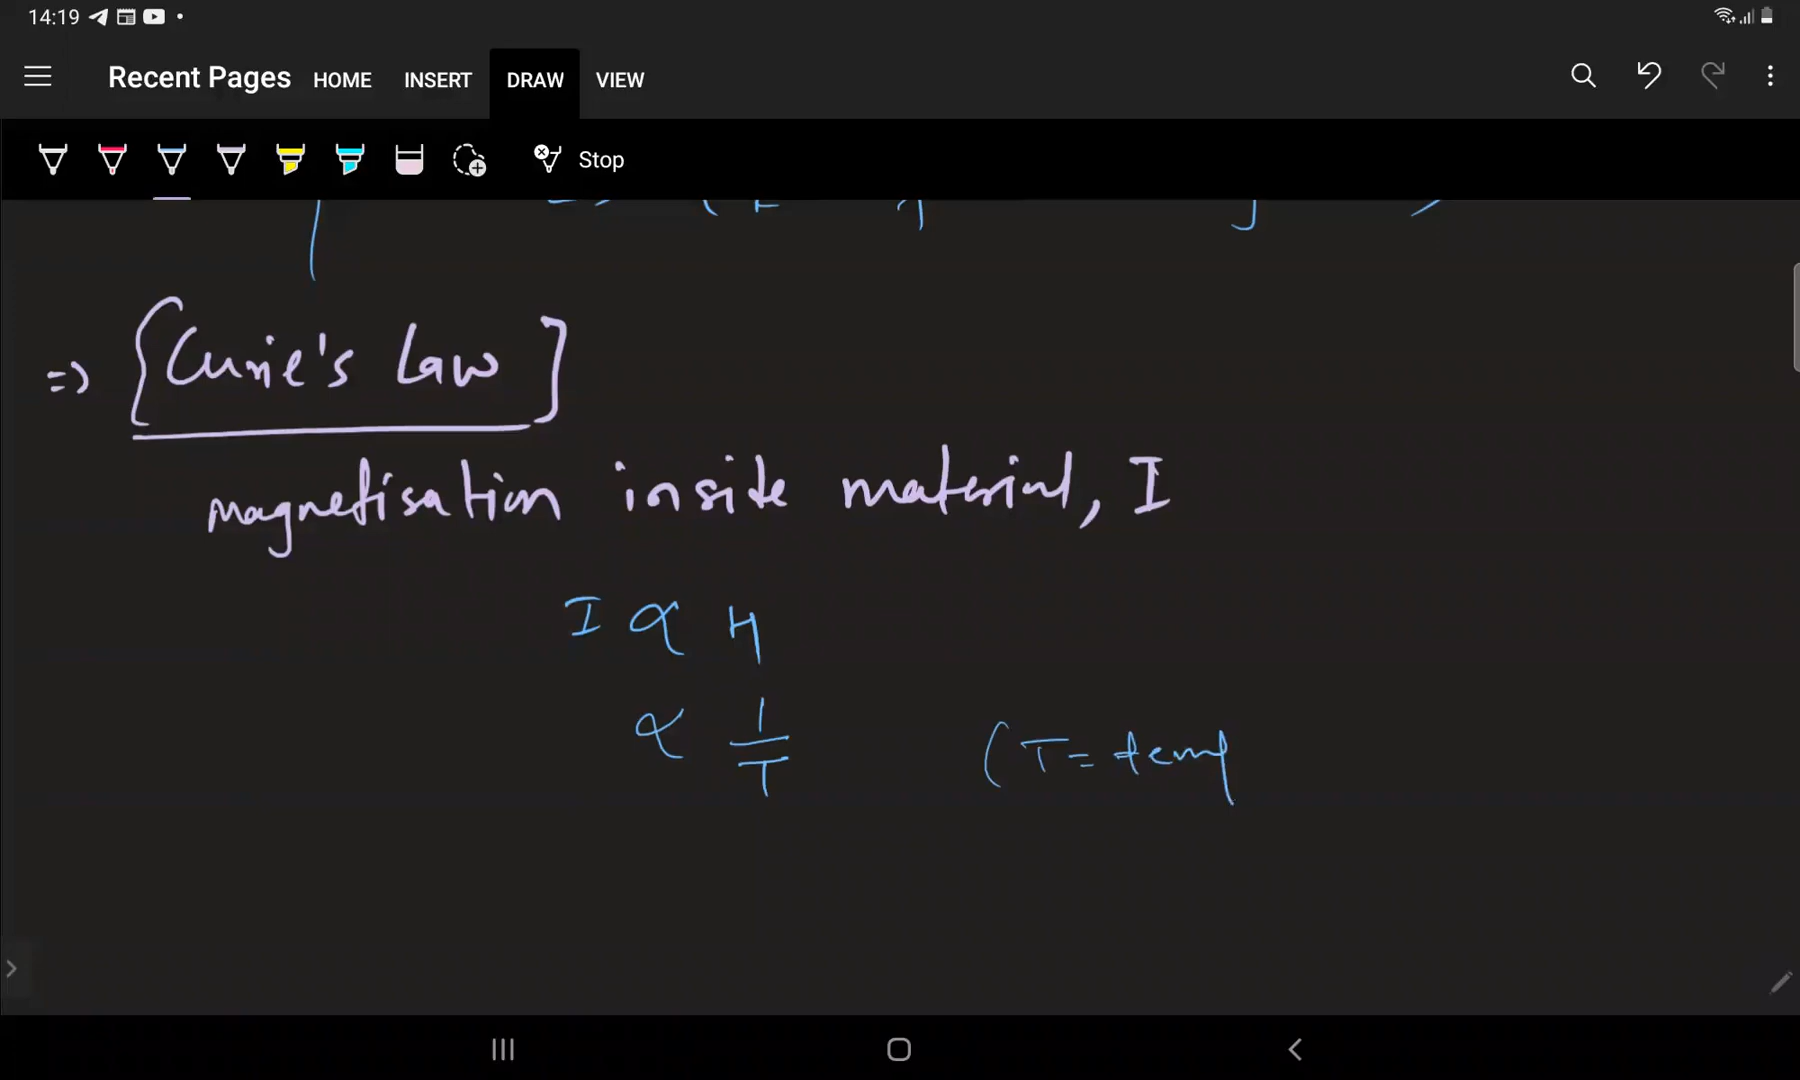 14:19
Recent Pages HOME INSERT DRAW VIEW
Stop
=> [Curie's Law]
magnetisation inside material, I
I ∝ H
∝ 1/T (T = temp